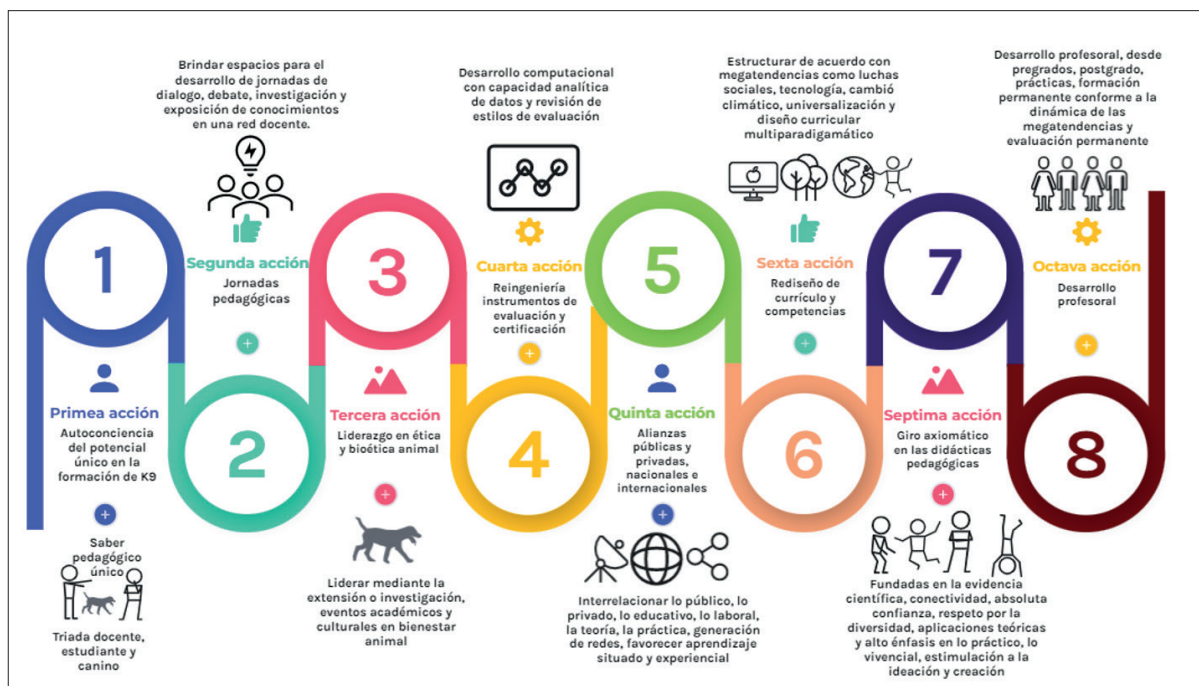 1
Primea acción
Autoconciencia
del potencial
único en la
formación de K9
Saber
pedagógico
único
Triada docente,
estudiante y
canino
Brindar espacios para el
desarrollo de jornadas de
dialogo, debate, investigación y
exposición de conocimientos
en una red docente.
Segunda acción
Jornadas
pedagógicas
2
3
Tercera acción
Liderazgo en ética
y bioética animal
Liderar mediante la
extensión o investigación,
eventos académicos y
culturales en bienestar
animal
Desarrollo computacional
con capacidad analítica
de datos y revisión de
estilos de evaluación
Cuarta acción
Reingeniería
instrumentos de
evaluación y
certificación
4
5
Quinta acción
Alianzas
públicas y
privadas,
nacionales e
internacionales
Interrelacionar lo público, lo
privado, lo educativo, lo laboral,
la teoría, la práctica, generación
de redes, favorecer aprendizaje
situado y experiencial
Estructurar de acuerdo con
megatendencias como luchas
sociales, tecnología, cambió
climático, universalización y
diseño curricular
multiparadigamático
Sexta acción
Rediseño de
currículo y
competencias
6
7
Septima acción
Giro axiomático
en las didácticas
pedagógicas
Fundadas en la evidencia
científica, conectividad, absoluta
confianza, respeto por la
diversidad, aplicaciones teóricas
y alto énfasis en lo práctico, lo
vivencial, estimulación a la
ideación y creación
Desarrollo profesoral, desde
pregrados, postgrado,
prácticas, formación
permanente conforme a la
dinámica de las
megatendencias y
evaluación permanente
Octava acción
Desarrollo
profesoral
8